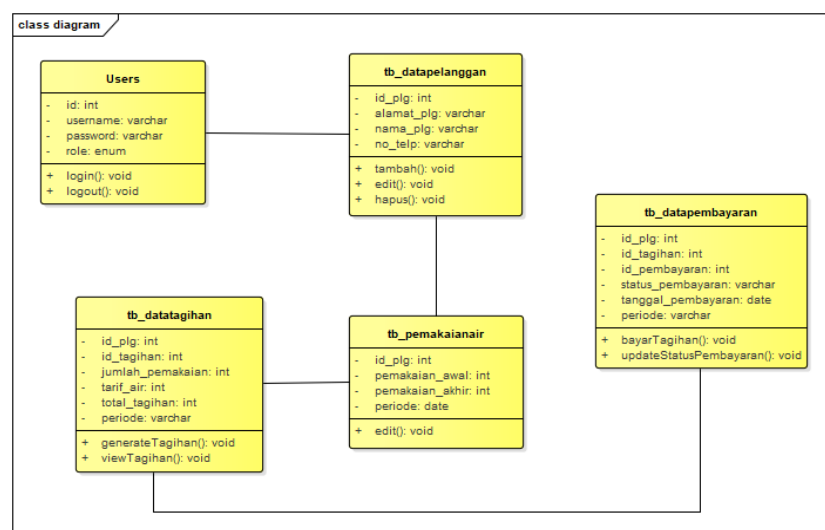 class diagram
Users
- id: int
- username: varchar
- password: varchar
- role: enum
+ login(): void
+ logout(): void
tb_datapelanggan
- id_plg: int
- alamat_plg: varchar
- nama_plg: varchar
- no_telp: varchar
+ tambah(): void
+ edit(): void
+ hapus(): void
tb_datapembayaran
- id_plg: int
- id_tagihan: int
- id_pembayaran: int
- status_pembayaran: varchar
- tanggal_pembayaran: date
- periode: varchar
+ bayarTagihan(): void
+ updateStatusPembayaran(): void
tb_datatagihan
- id_plg: int
- id_tagihan: int
- jumlah_pemakaian: int
- tarif_air: int
- total_tagihan: int
- periode: varchar
+ generateTagihan(): void
+ viewTagihan(): void
tb_pemakaianair
- id_plg: int
- pemakaian_awal: int
- pemakaian_akhir: int
- periode: date
+ edit(): void